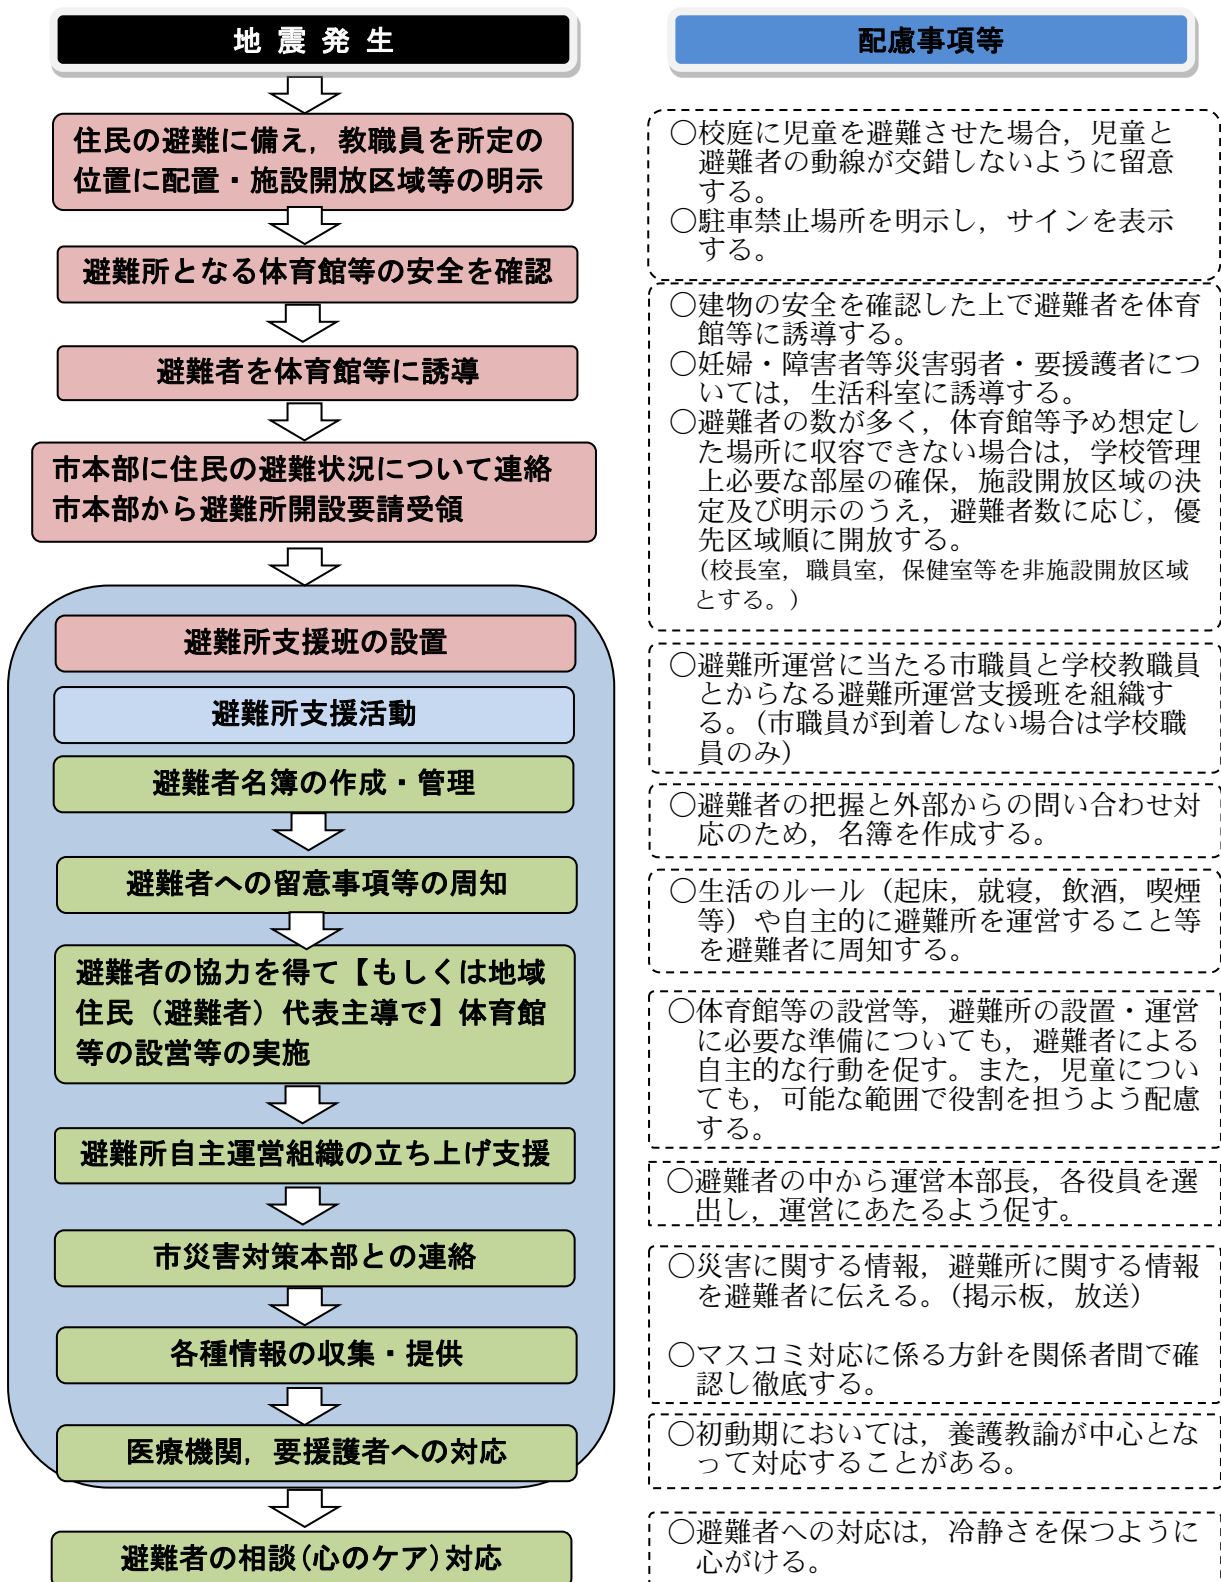 地 震 発 生
住民の避難に備え，教職員を所定の
位置に配置・施設開放区域等の明示
避難所となる体育館等の安全を確認
避難者を体育館等に誘導
市本部に住民の避難状況について連絡
市本部から避難所開設要請受領
避難所支援班の設置
避難所支援活動
避難者名簿の作成・管理
避難者への留意事項等の周知
避難者の協力を得て【もしくは地域
住民（避難者）代表主導で】体育館
等の設営等の実施
避難所自主運営組織の立ち上げ支援
市災害対策本部との連絡
各種情報の収集・提供
医療機関，要援護者への対応
避難者の相談(心のケア)対応
配慮事項等
○校庭に児童を避難させた場合，児童と
避難者の動線が交錯しないように留意
する。
○駐車禁止場所を明示し，サインを表示
する。
○建物の安全を確認した上で避難者を体育
館等に誘導する。
○妊婦・障害者等災害弱者・要援護者につ
いては，生活科室に誘導する。
○避難者の数が多く，体育館等予め想定し
た場所に収容できない場合は，学校管理
上必要な部屋の確保，施設開放区域の決
定及び明示のうえ，避難者数に応じ，優
先区域順に開放する。
（校長室，職員室，保健室等を非施設開放区域
とする。）
○避難所運営に当たる市職員と学校教職員
とからなる避難所運営支援班を組織す
る。（市職員が到着しない場合は学校職
員のみ）
○避難者の把握と外部からの問い合わせ対
応のため，名簿を作成する。
○生活のルール（起床，就寝，飲酒，喫煙
等）や自主的に避難所を運営すること等
を避難者に周知する。
○体育館等の設営等，避難所の設置・運営
に必要な準備についても，避難者による
自主的な行動を促す。また，児童につい
ても，可能な範囲で役割を担うよう配慮
する。
○避難者の中から運営本部長，各役員を選
出し，運営にあたるよう促す。
○災害に関する情報，避難所に関する情報
を避難者に伝える。（掲示板，放送）
○マスコミ対応に係る方針を関係者間で確
認し徹底する。
○初動期においては，養護教諭が中心とな
って対応することがある。
○避難者への対応は，冷静さを保つように
心がける。